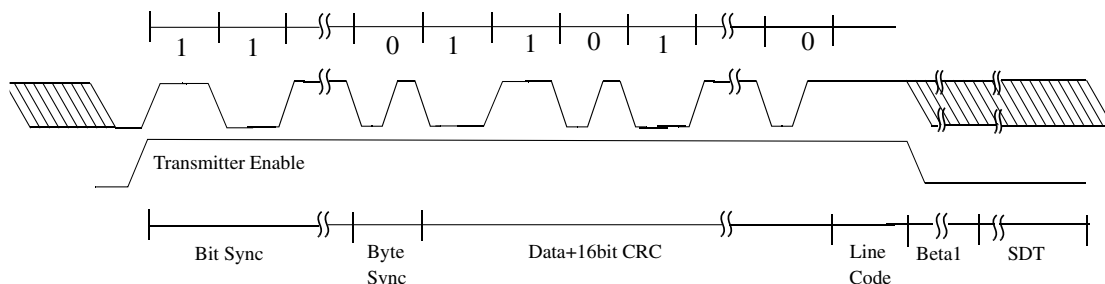 1 1 0 1 1 0 1 0
Transmitter Enable
Bit Sync Byte Sync Data+16bit CRC Line Code Beta1 SDT